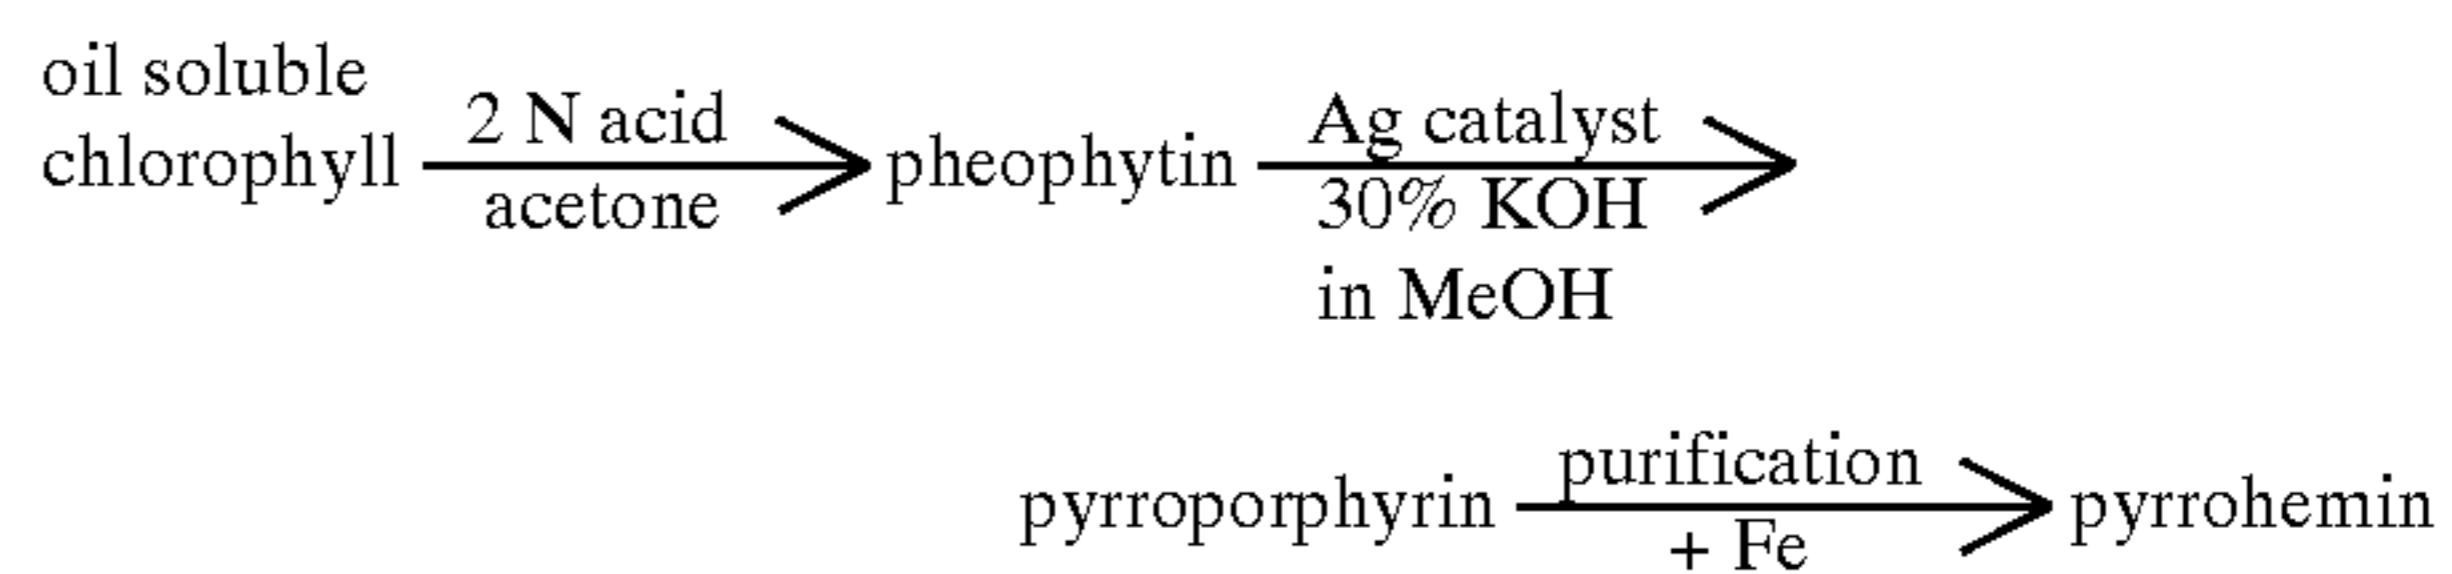 oil soluble
chlorophyll 2 N acid pheophytin Ag catalyst
acetone 30% KOH
in MeOH
pyrroporphyrin purification pyrrohemin
+ Fe